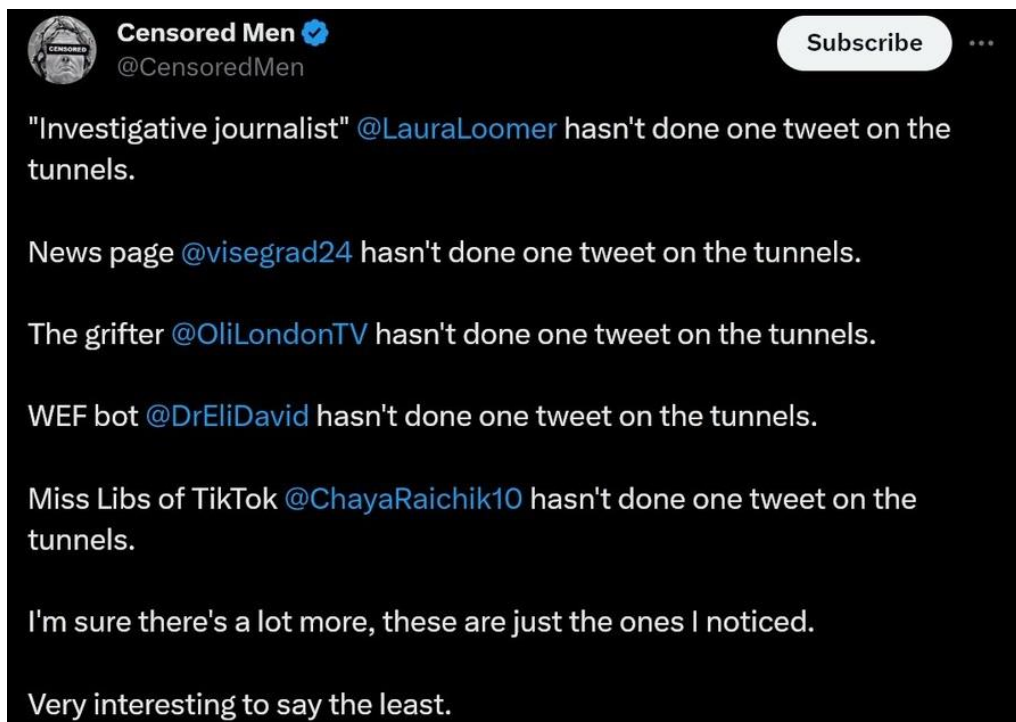 Censored Men
@CensoredMen
Subscribe
CENSORED
"Investigative journalist" @LauraLoomer hasn't done one tweet on the
tunnels.
News page @visegrad24 hasn't done one tweet on the tunnels.
The grifter @OliLondonTV hasn't done one tweet on the tunnels.
WEF bot @DrEliDavid hasn't done one tweet on the tunnels.
Miss Libs of TikTok @ChayaRaichik10 hasn't done one tweet on the
tunnels.
I'm sure there's a lot more, these are just the ones I noticed.
Very interesting to say the least.